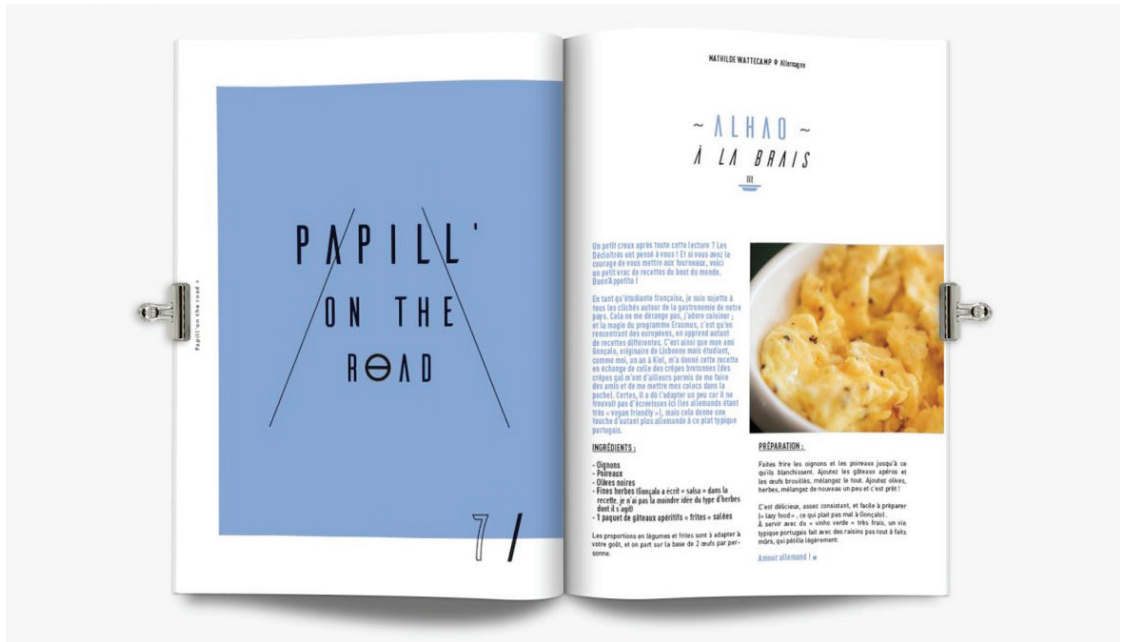 Papill'on the road »
PAPILL'
ON THE
ROAD
7 /
MATHILDE WATTECAMP Allemagne
~ ALHAO ~
À LA BRAIS
Un petit creux après toute cette lecture ? Les
Décloîtrés ont pensé à vous ! Et si vous avez le
courage de vous mettre aux fourneaux, voici
un petit vrac de recettes du bout du monde.
Buon'Appetito !
En tant qu'étudiante française, je suis sujette à
tous les clichés autour de la gastronomie de notre
pays. Cela ne me dérange pas, j'adore cuisiner ;
et la magie du programme Erasmus, c'est qu'en
rencontrant des européens, on apprend autant
de recettes différentes. C'est ainsi que mon ami
Gonçalo, originaire de Lisbonne mais étudiant,
comme moi, un an à Kiel, m'a donné cette recette
en échange de celle des crêpes bretonnes (des
crêpes qui m'ont d'ailleurs permis de me faire
des amis et de me mettre mes colocs dans la
poche). Certes, il a dû l'adapter un peu car il ne
trouvait pas d'écrevisses ici (les allemands étant
très « vegan friendly »), mais cela donne une
touche d'autant plus allemande à ce plat typique
portugais.
INGRÉDIENTS :
- Oignons
- Poireaux
- Olives noires
- Fines herbes (Gonçalo a écrit « salsa » dans la
recette, je n'ai pas la moindre idée du type d'herbes
dont il s'agit)
- 1 paquet de gâteaux apéritifs « frites » salées
Les proportions en légumes et frites sont à adapter à
votre goût, et on part sur la base de 2 œufs par per-
sonne.
PRÉPARATION :
Faites frire les oignons et les poireaux jusqu'à ce
qu'ils blanchissent. Ajoutez les gâteaux apéros et
les œufs brouillés, mélangez le tout. Ajoutez olives,
herbes, mélangez de nouveau un peu et c'est prêt !
C'est délicieux, assez consistant, et facile à préparer
(« lazy food » , ce qui plait pas mal à Gonçalo).
À servir avec du « vinho verde » très frais, un vin
typique portugais fait avec des raisins pas tout à faits
mûrs, qui pétille légèrement.
Amour allemand !